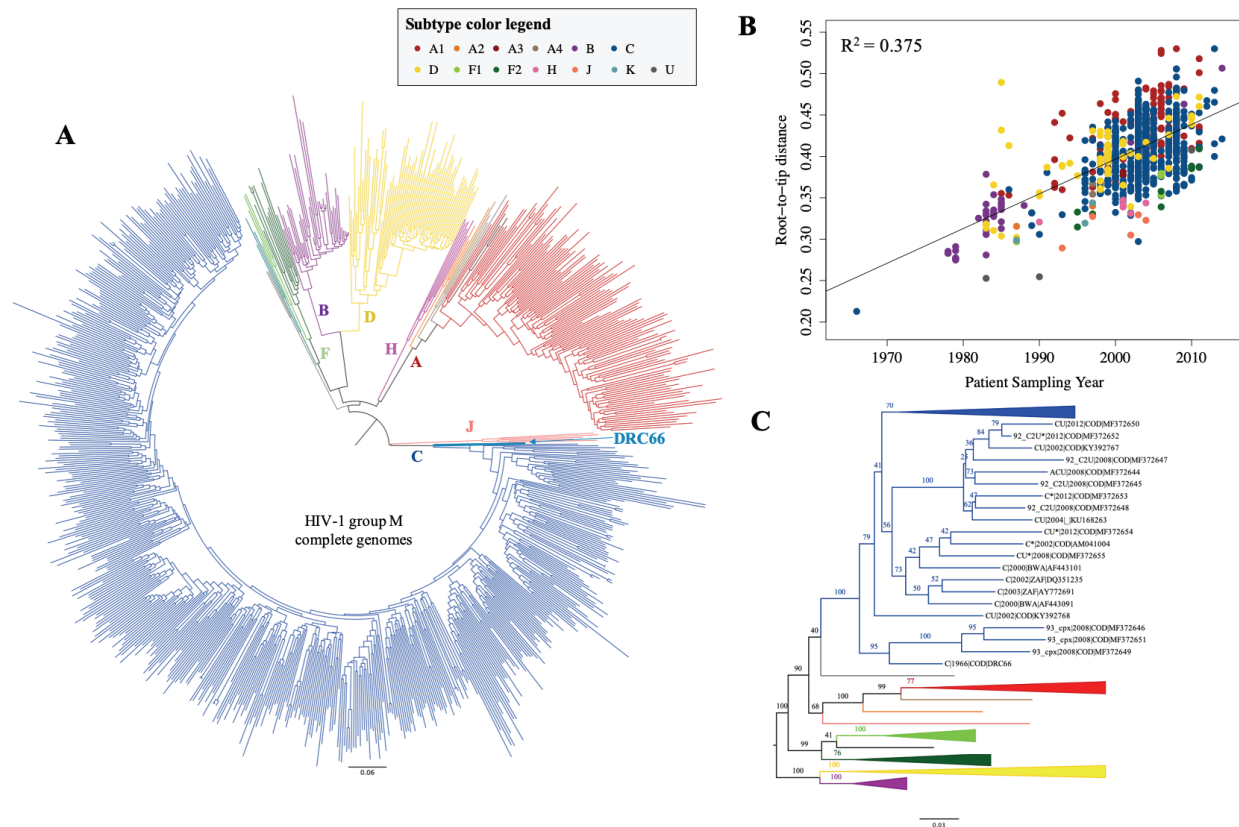 Subtype color legend
A1 A2 A3 A4 B C
D F1 F2 H J K U
A
B
D
F
H
A
J
DRC66
C
HIV-1 group M
complete genomes
0.06
B
R² = 0.375
0.55
0.50
0.45
0.40
0.35
0.30
0.25
0.20
Root-to-tip distance
1970 1980 1990 2000 2010
Patient Sampling Year
C
70
CU|2012|COD|MF372650
79
92_C2U*|2012|COD|MF372652
84
CU|2002|COD|KY392767
36
92_C2U|2008|COD|MF372647
25
41
ACU|2008|COD|MF372644
73
92_C2U|2008|COD|MF372645
100
C*|2012|COD|MF372653
47
92_C2U|2008|COD|MF372648
62
CU|2004|_|KU168263
56
CU*|2012|COD|MF372654
42
C*|2002|COD|AM041004
47
79
CU*|2008|COD|MF372655
42
C|2000|BWA|AF443101
73
C|2002|ZAF|DQ351235
52
C|2003|ZAF|AY772691
50
C|2000|BWA|AF443091
100
CU|2002|COD|KY392768
93_cpx|2008|COD|MF372646
95
93_cpx|2008|COD|MF372651
100
93_cpx|2008|COD|MF372649
95
C|1966|COD|DRC66
40
90
77
99
100
68
100
100
41
99
76
100
100
100
0.03